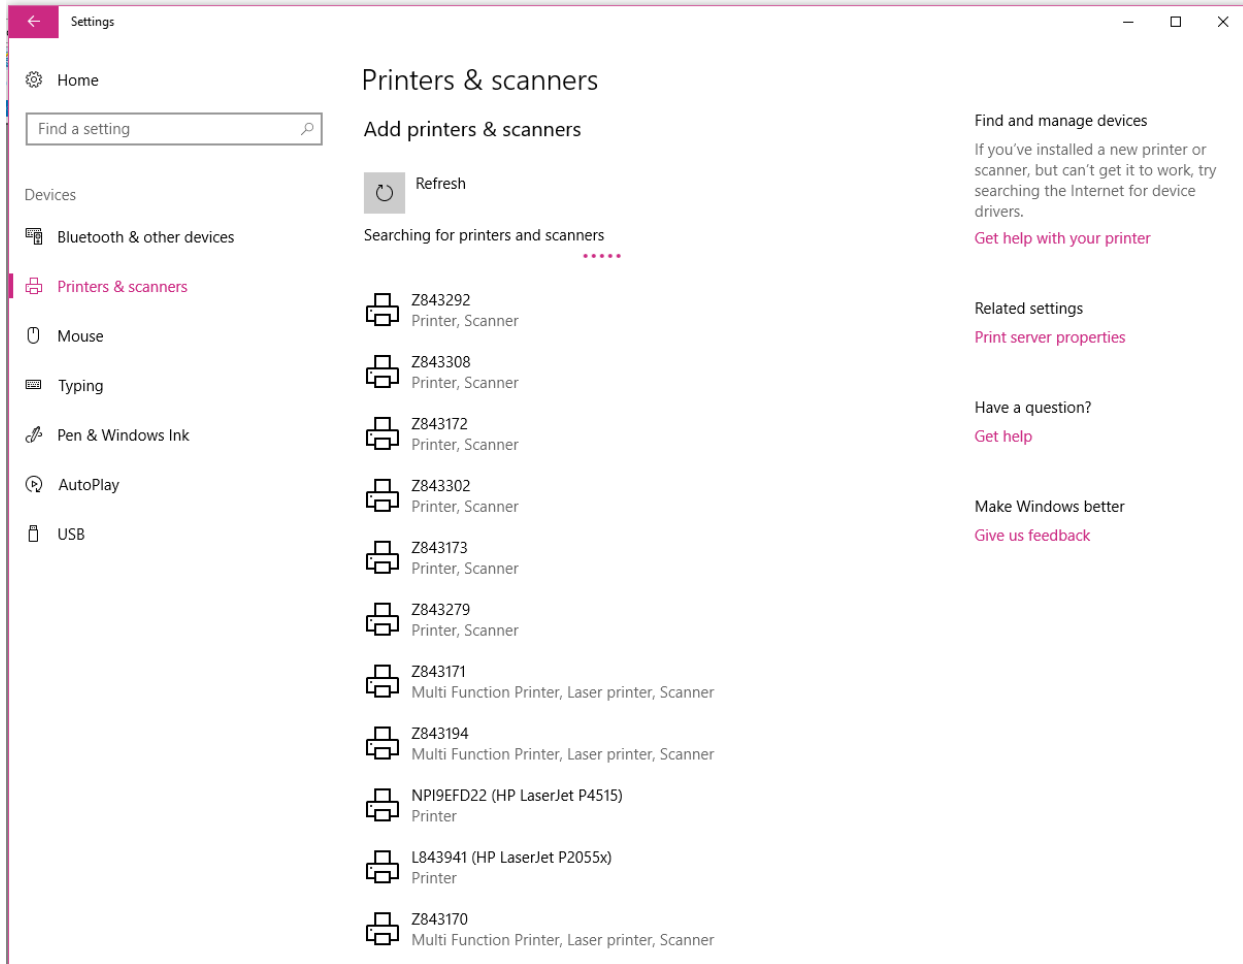 Settings
Home
Find a setting
Devices
Bluetooth & other devices
Printers & scanners
Mouse
Typing
Pen & Windows Ink
AutoPlay
USB
Printers & scanners
Add printers & scanners
Refresh
Searching for printers and scanners
Z843292
Printer, Scanner
Z843308
Printer, Scanner
Z843172
Printer, Scanner
Z843302
Printer, Scanner
Z843173
Printer, Scanner
Z843279
Printer, Scanner
Z843171
Multi Function Printer, Laser printer, Scanner
Z843194
Multi Function Printer, Laser printer, Scanner
NPI9EFD22 (HP LaserJet P4515)
Printer
L843941 (HP LaserJet P2055x)
Printer
Z843170
Multi Function Printer, Laser printer, Scanner
Find and manage devices
If you've installed a new printer or
scanner, but can't get it to work, try
searching the Internet for device
drivers.
Get help with your printer
Related settings
Print server properties
Have a question?
Get help
Make Windows better
Give us feedback